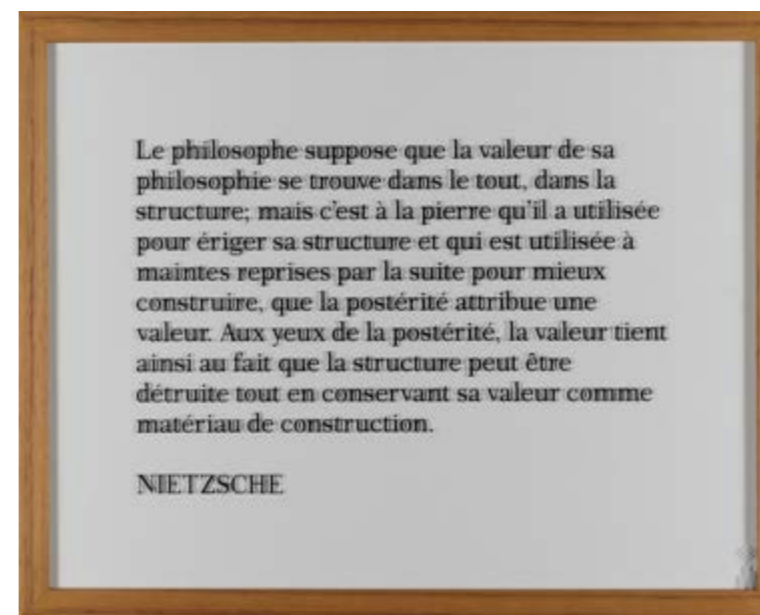 Le philosophe suppose que la valeur de sa
philosophie se trouve dans le tout, dans la
structure; mais c'est à la pierre qu'il a utilisée
pour ériger sa structure et qui est utilisée à
maintes reprises par la suite pour mieux
construire, que la postérité attribue une
valeur. Aux yeux de la postérité, la valeur tient
ainsi au fait que la structure peut être
détruite tout en conservant sa valeur comme
matériau de construction.
NIETZSCHE